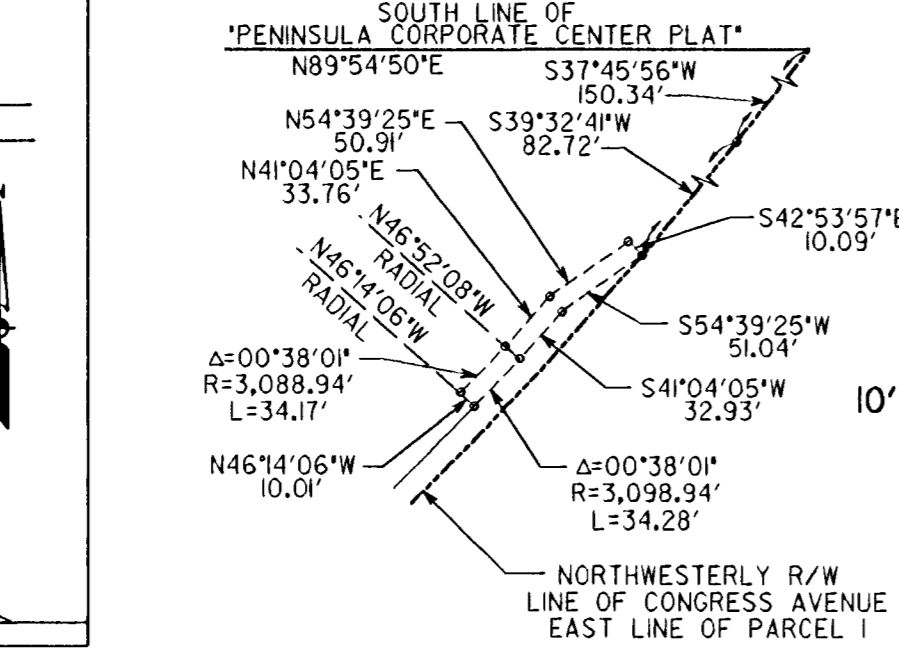 SOUTH LINE OF
"PENINSULA CORPORATE CENTER PLAT"
N89°54'50"E
S37°45'56"W
150.34'
N54°39'25"E
50.91'
S39°32'41"W
82.72'
N41°04'05"E
33.76'
S42°53'57"E
10.09'
N46°52'08"W
RADIAL
N46°14'06"W
RADIAL
S54°39'25"W
51.04'
Δ=00°38'01"
R=3,088.94'
L=34.17'
S41°04'05"W
32.93'
10'
N46°14'06"W
10.01'
Δ=00°38'01"
R=3,098.94'
L=34.28'
NORTHWESTERLY R/W
LINE OF CONGRESS AVENUE
EAST LINE OF PARCEL 1